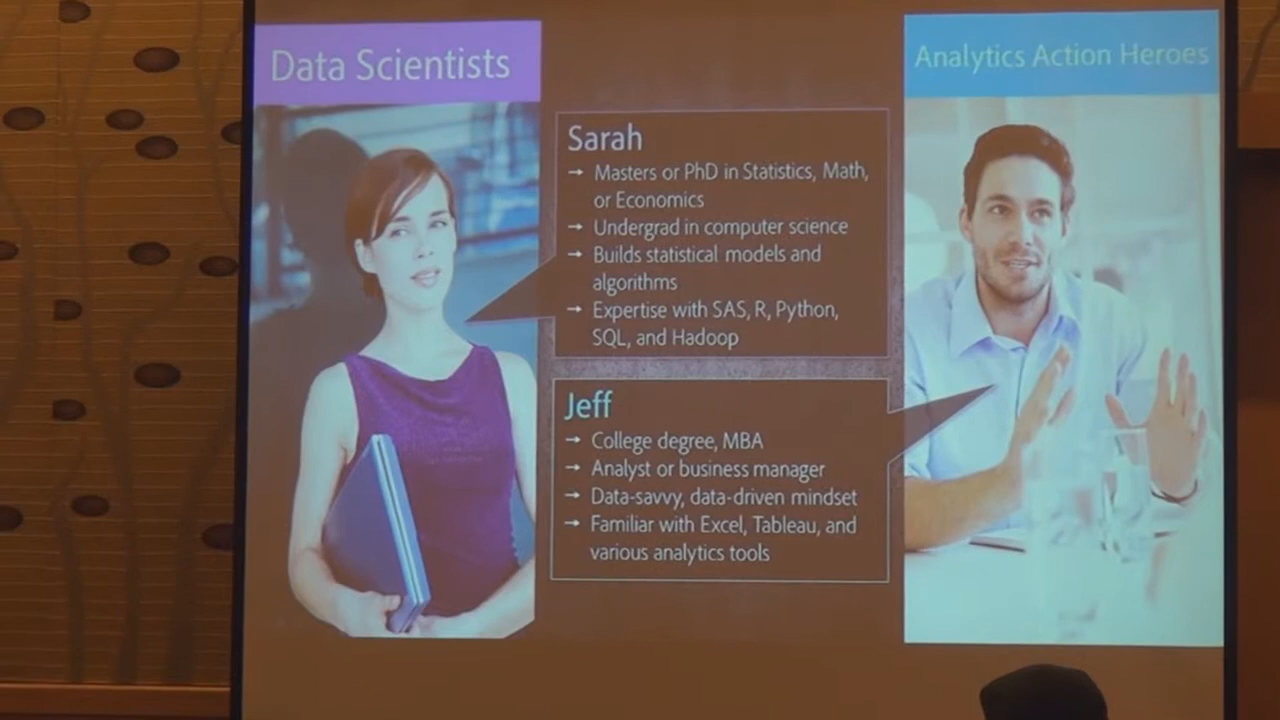 Data Scientists
Analytics Action Heroes
Sarah
→ Masters or PhD in Statistics, Math,
or Economics
→ Undergrad in computer science
→ Builds statistical models and
algorithms
→ Expertise with SAS, R, Python,
SQL, and Hadoop
Jeff
→ College degree, MBA
→ Analyst or business manager
→ Data-savvy, data-driven mindset
→ Familiar with Excel, Tableau, and
various analytics tools